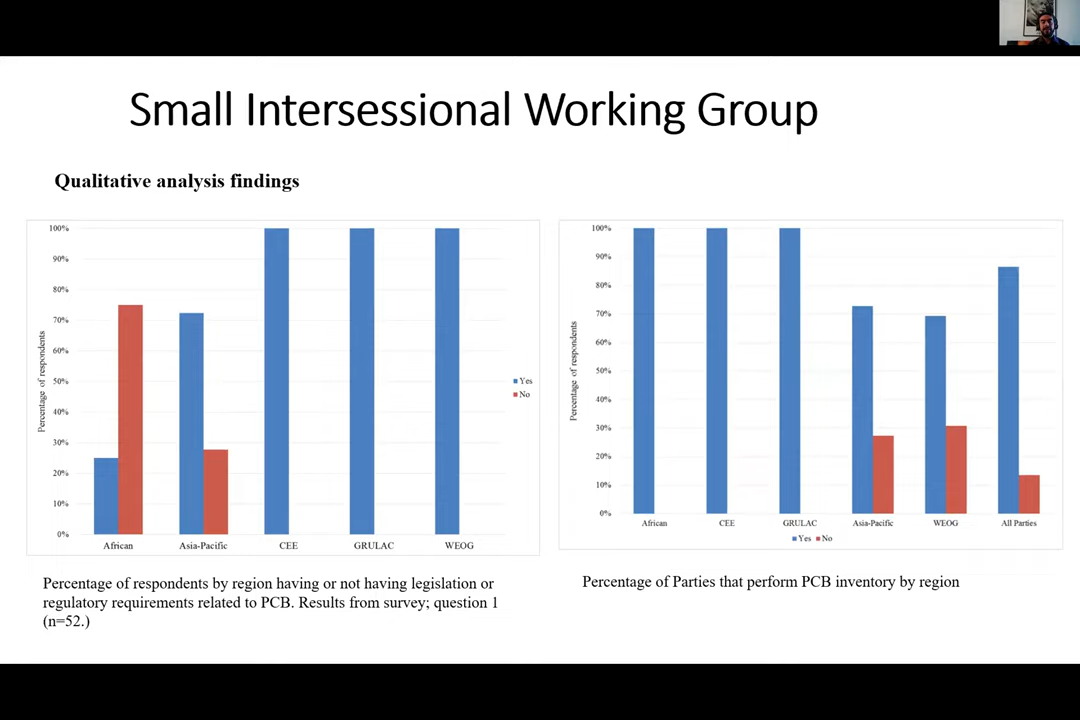 Small Intersessional Working Group
Qualitative analysis findings
100%
90%
80%
70%
60%
50%
40%
30%
20%
10%
0%
Percentage of respondents
African
Asia-Pacific
CEE
GRULAC
WEOG
Yes
No
Percentage of respondents by region having or not having legislation or
regulatory requirements related to PCB. Results from survey; question 1
(n=52.)
100%
90%
80%
70%
60%
50%
40%
30%
20%
10%
0%
Percentage of respondents
African
CEE
GRULAC
Asia-Pacific
WEOG
All Parties
Yes
No
Percentage of Parties that perform PCB inventory by region